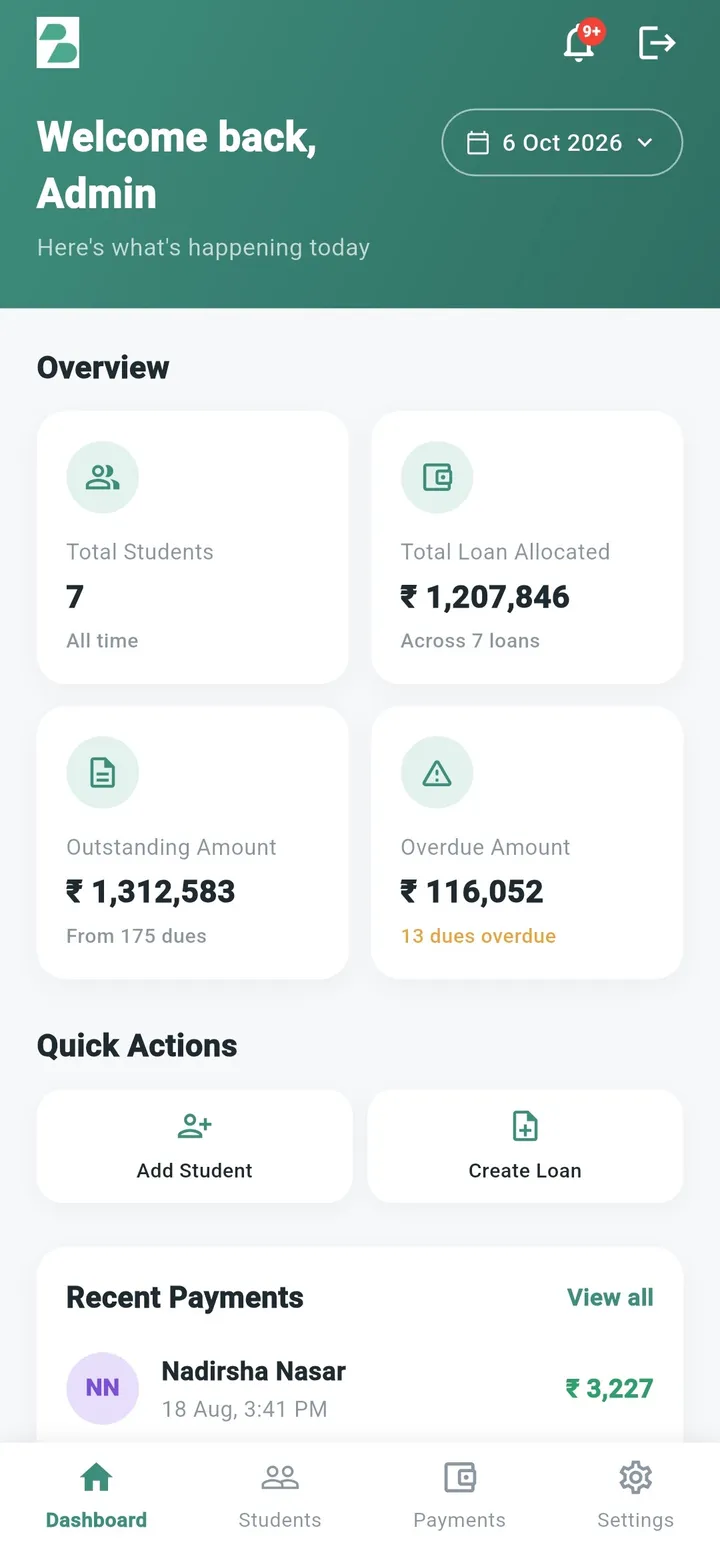 9+
Welcome back,
Admin
6 Oct 2026
Here's what's happening today
Overview
Total Students
7
All time
Total Loan Allocated
₹ 1,207,846
Across 7 loans
Outstanding Amount
₹ 1,312,583
From 175 dues
Overdue Amount
₹ 116,052
13 dues overdue
Quick Actions
Add Student
Create Loan
Recent Payments
View all
NN
Nadirsha Nasar
18 Aug, 3:41 PM
₹ 3,227
Dashboard
Students
Payments
Settings